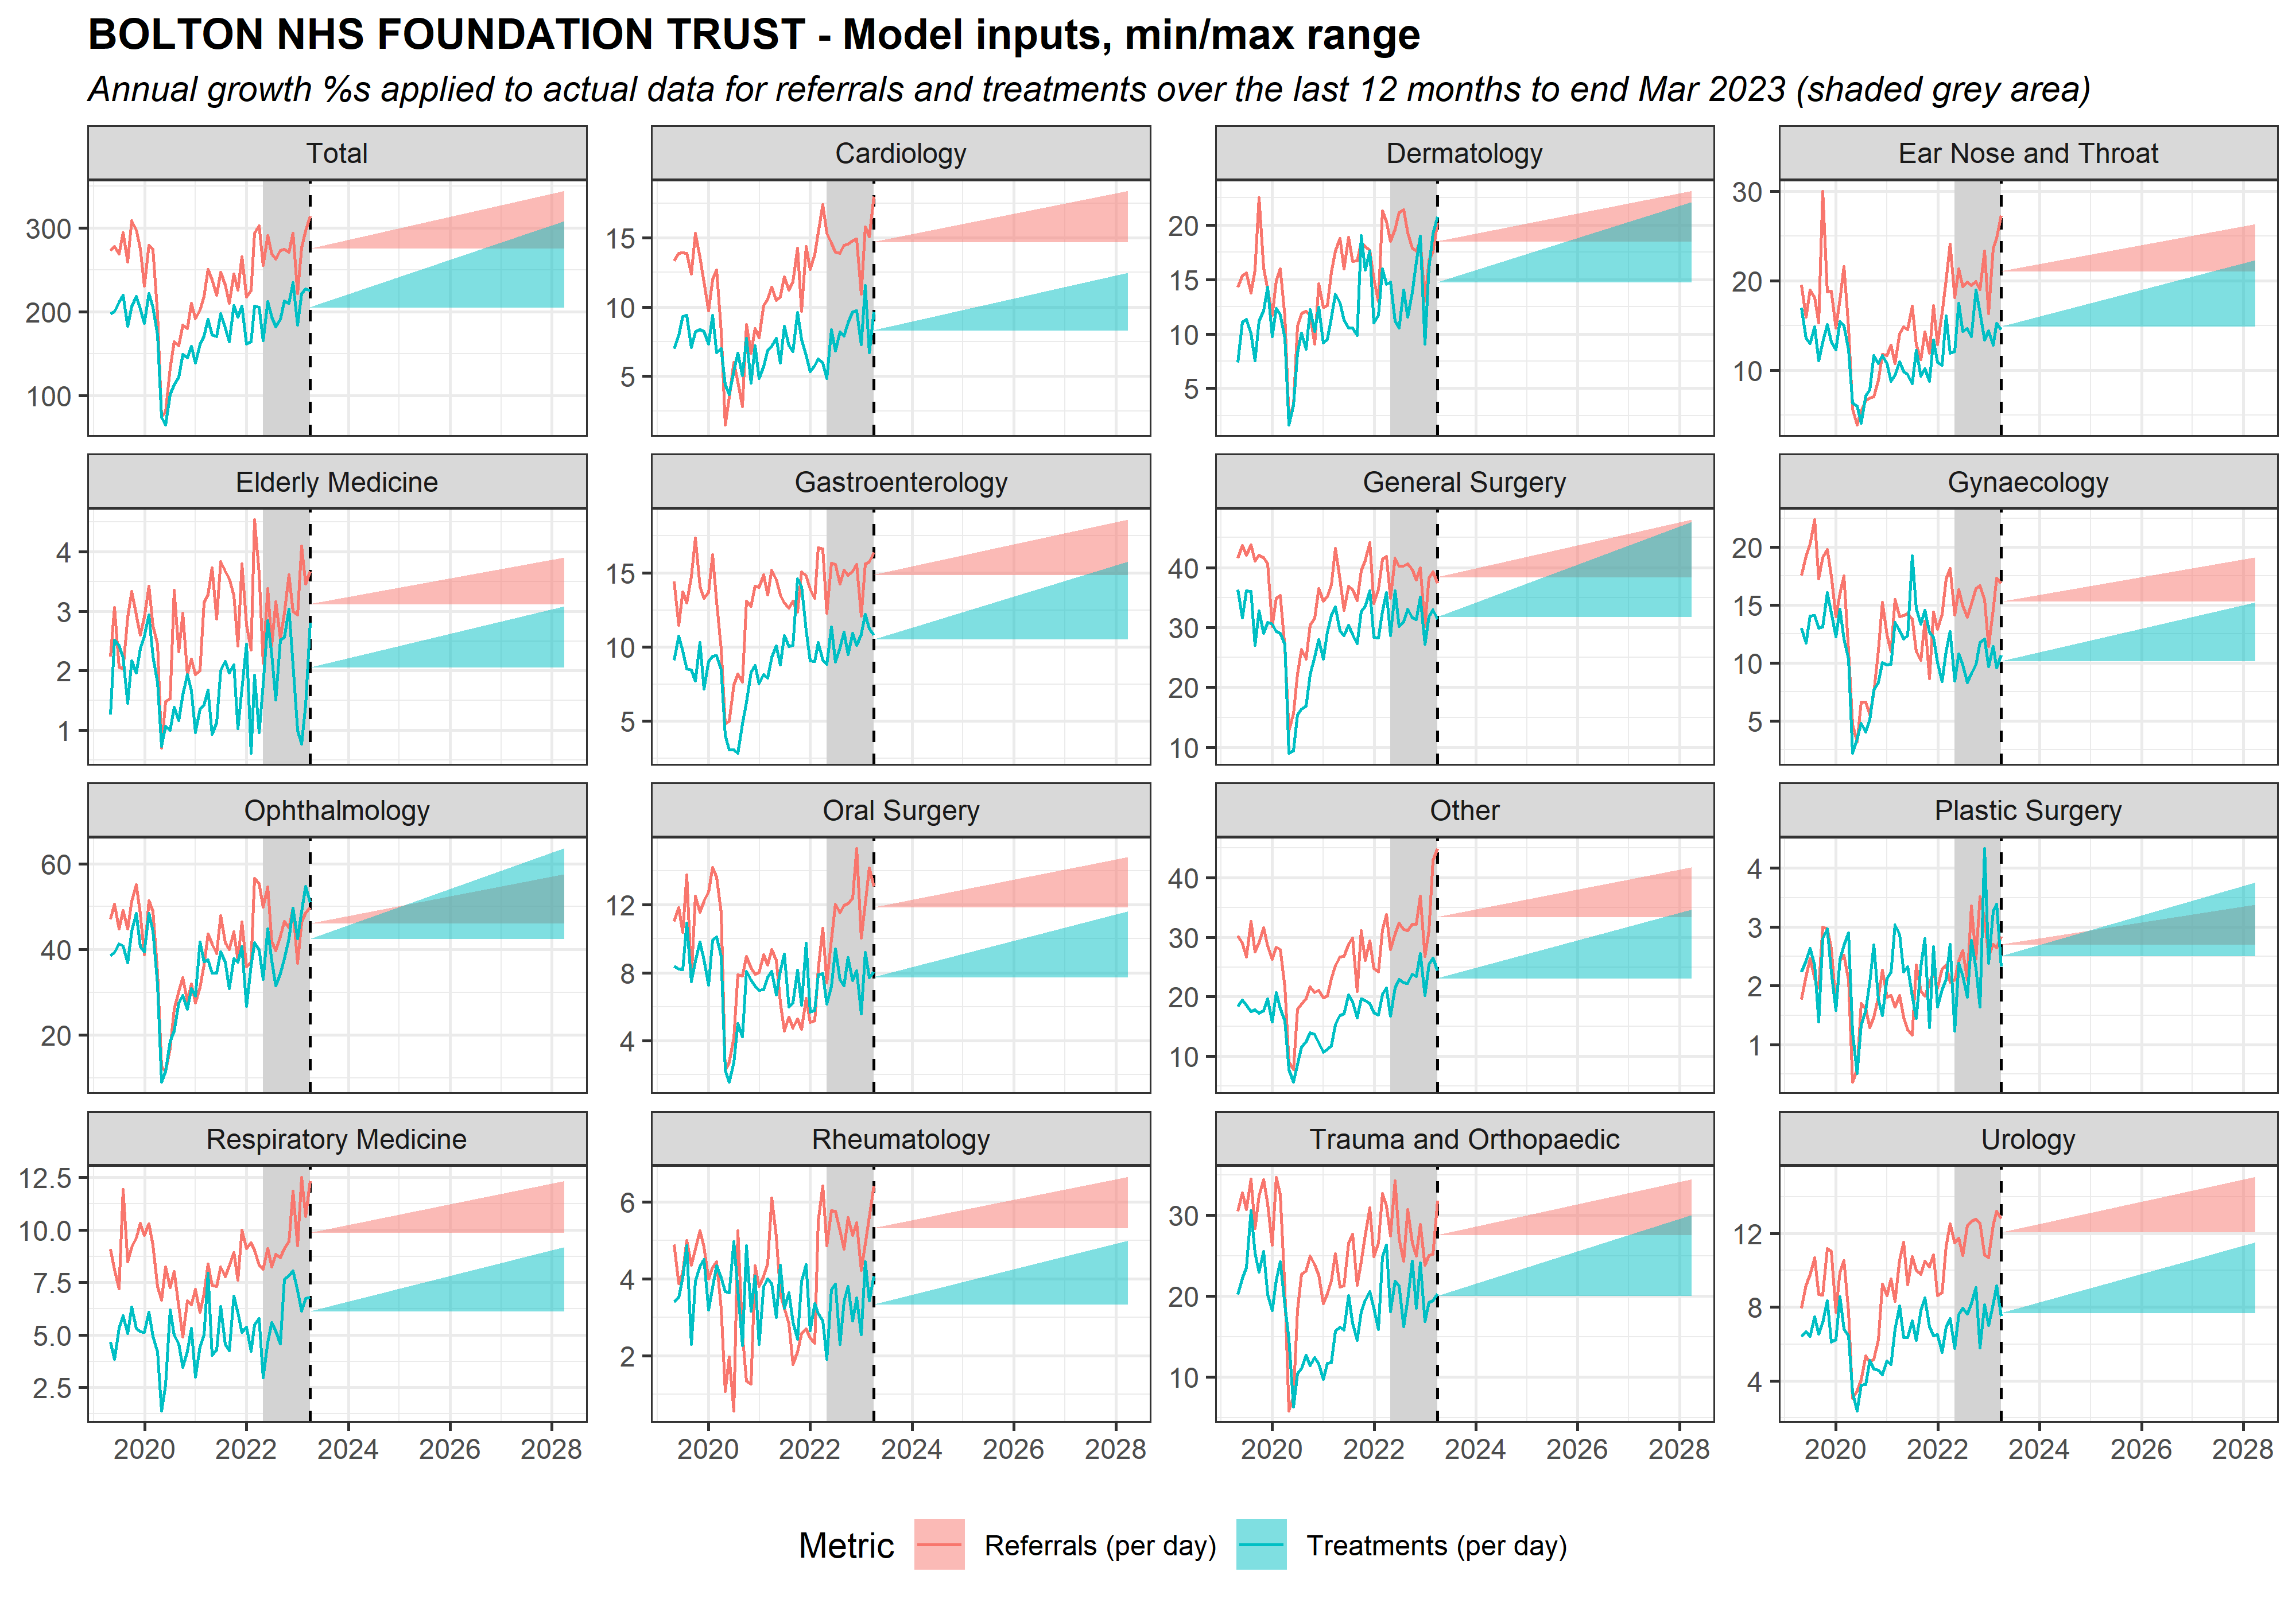 BOLTON NHS FOUNDATION TRUST - Model inputs, min/max range
Annual growth %s applied to actual data for referrals and treatments over the last 12 months to end Mar 2023 (shaded grey area)
Total
Cardiology
Dermatology
Ear Nose and Throat
300
200
100
15
10
5
20
15
10
5
30
20
10
Elderly Medicine
Gastroenterology
General Surgery
Gynaecology
4
3
2
1
15
10
5
40
30
20
10
20
15
10
5
Ophthalmology
Oral Surgery
Other
Plastic Surgery
60
40
20
12
8
4
40
30
20
10
4
3
2
1
Respiratory Medicine
Rheumatology
Trauma and Orthopaedic
Urology
12.5
10.0
7.5
5.0
2.5
6
4
2
30
20
10
12
8
4
2020 2022 2024 2026 2028
2020 2022 2024 2026 2028
2020 2022 2024 2026 2028
2020 2022 2024 2026 2028
Metric Referrals (per day) Treatments (per day)